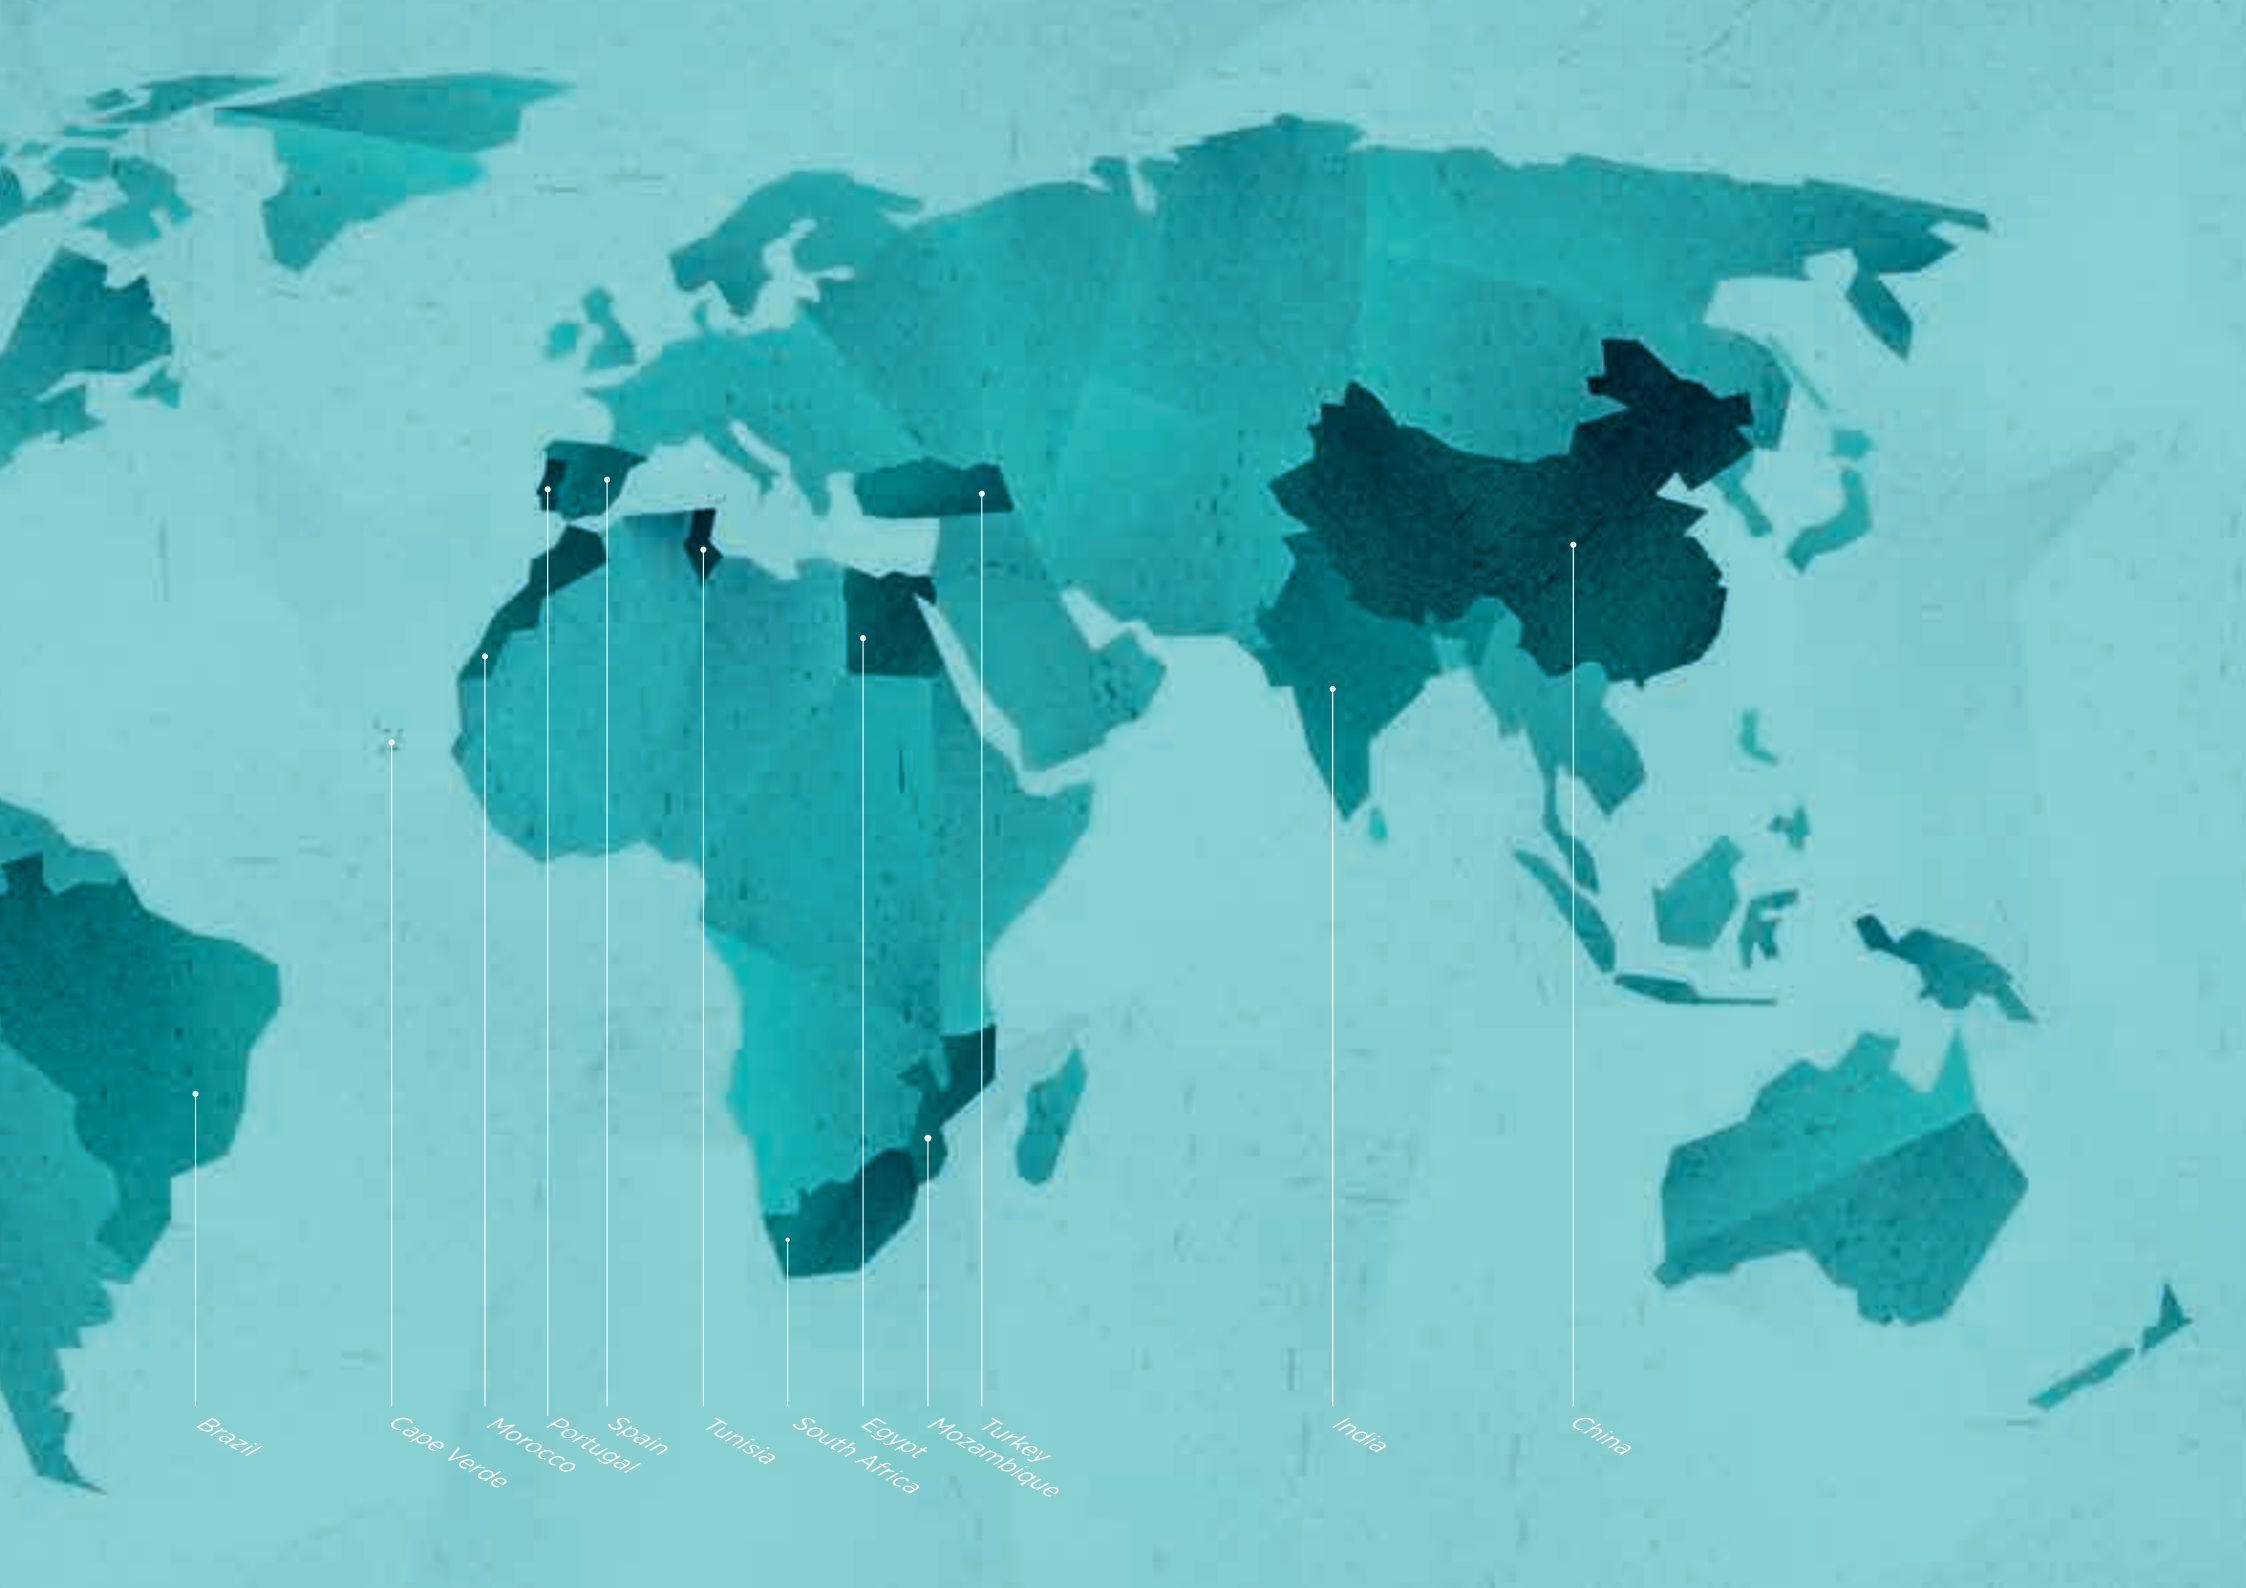 Brazil
Cape Verde
Morocco
Portugal
Spain
Tunisia
South Africa
Egypt
Mozambique
Turkey
India
China